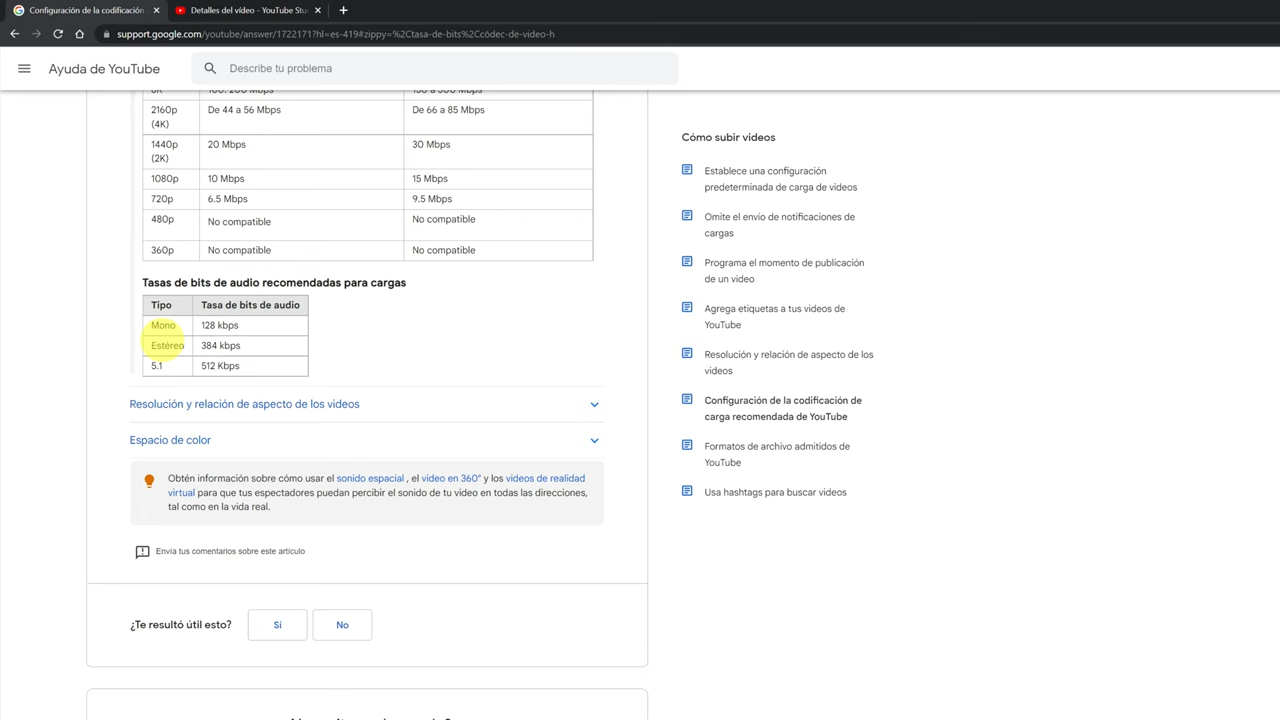 Configuración de la codificación
Detalles del vídeo - YouTube Stu
support.google.com/youtube/answer/1722171?hl=es-419#zippy=%2Ctasa-de-bits%2Ccódec-de-video-h
Ayuda de YouTube
Describe tu problema
2160p (4K) De 44 a 56 Mbps De 66 a 85 Mbps
1440p (2K) 20 Mbps 30 Mbps
1080p 10 Mbps 15 Mbps
720p 6.5 Mbps 9.5 Mbps
480p No compatible No compatible
360p No compatible No compatible
Tasas de bits de audio recomendadas para cargas
Tipo Tasa de bits de audio
Mono 128 kbps
Estéreo 384 kbps
5.1 512 Kbps
Resolución y relación de aspecto de los videos
Espacio de color
Obtén información sobre cómo usar el sonido espacial , el video en 360° y los videos de realidad
virtual para que tus espectadores puedan percibir el sonido de tu video en todas las direcciones,
tal como en la vida real.
Envía tus comentarios sobre este artículo
¿Te resultó útil esto? Sí No
Cómo subir videos
Establece una configuración
predeterminada de carga de videos
Omite el envío de notificaciones de
cargas
Programa el momento de publicación
de un video
Agrega etiquetas a tus videos de
YouTube
Resolución y relación de aspecto de los
videos
Configuración de la codificación de
carga recomendada de YouTube
Formatos de archivo admitidos de
YouTube
Usa hashtags para buscar videos